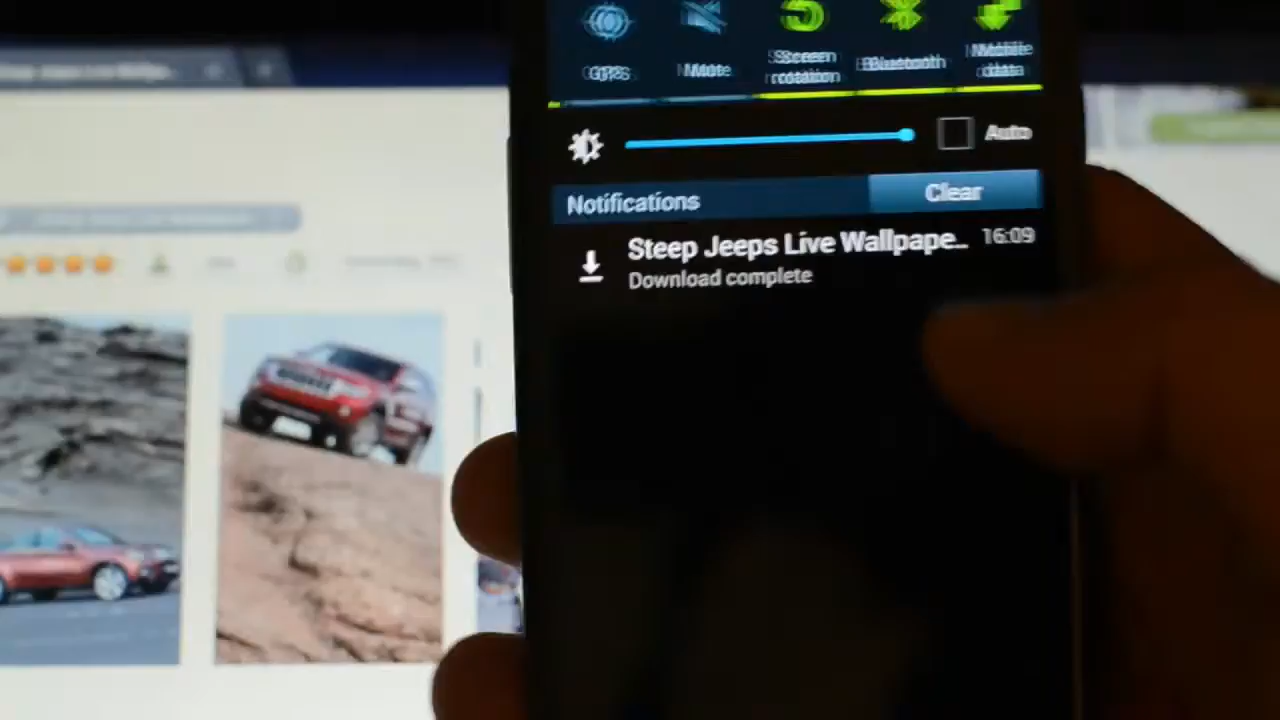 GPS
Mute
Screen
rotation
Bluetooth
Mobile
data
Auto
Notifications
Clear
Steep Jeeps Live Wallpape...
16:09
Download complete